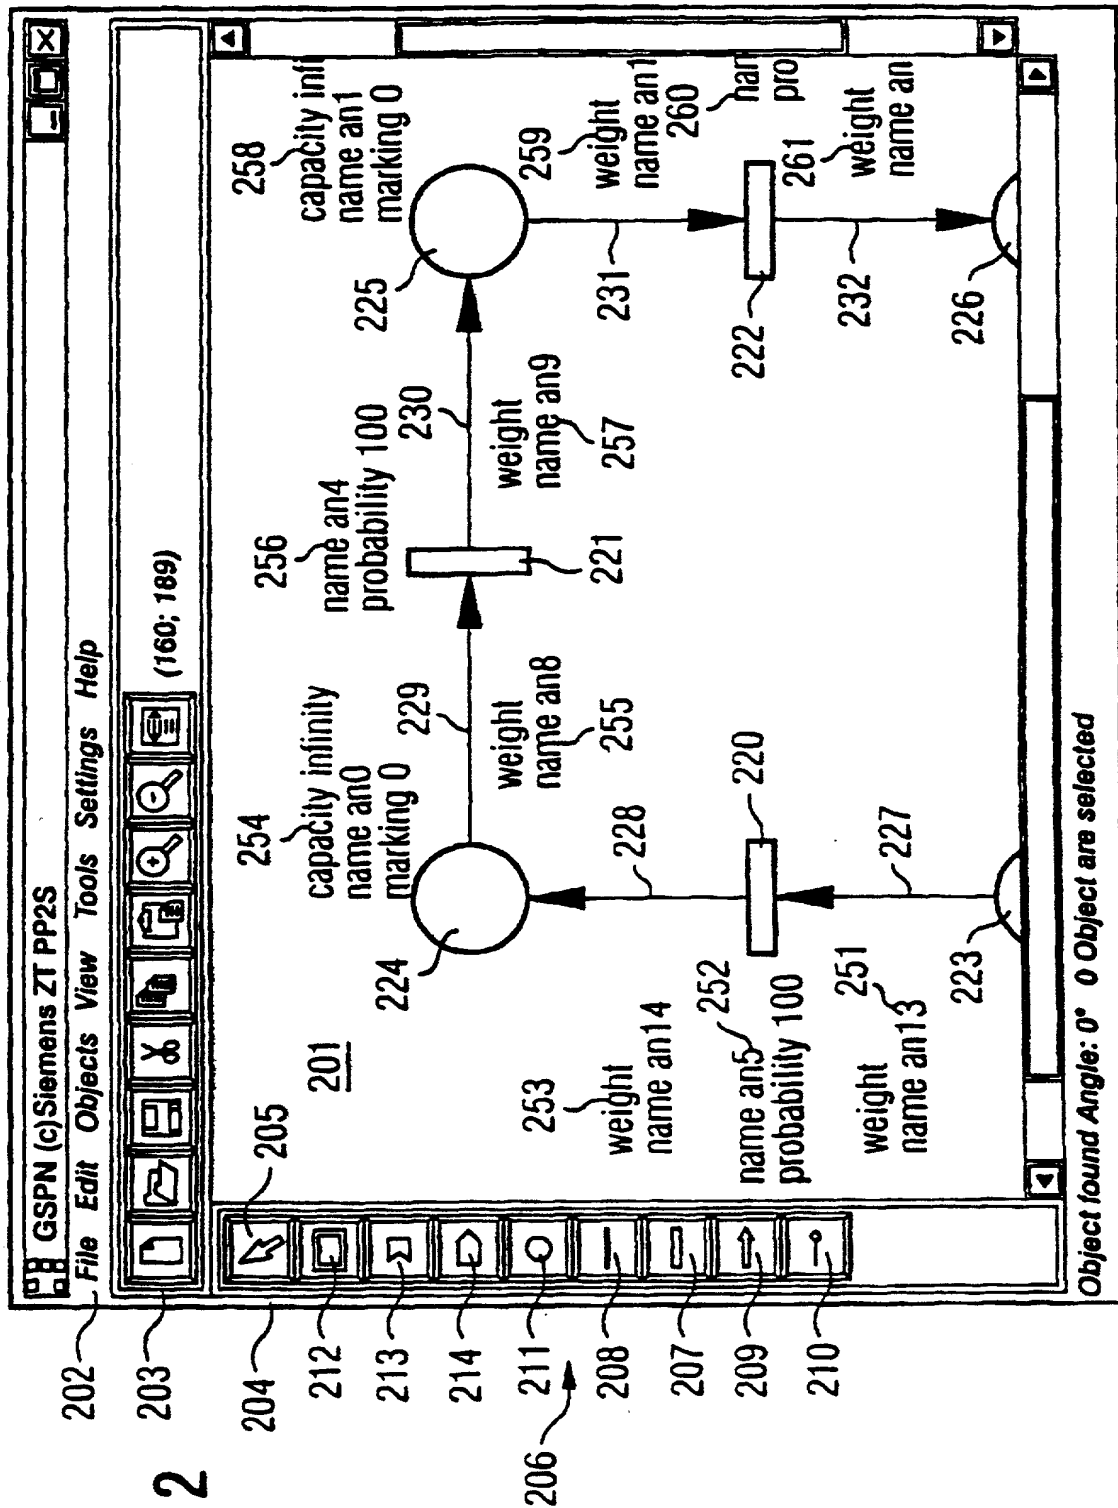 2
GSPN (c)Siemens ZT PP2S
202
File Edit Objects View Tools Settings Help
203
(160; 189)
204
205
212
213
214
211
208
207
209
210
206
201
254
capacity infinity
name an0
marking 0
224
229
weight
name an8
255
256
name an4
probability 100
221
230
weight
name an9
257
258
capacity infi
name an1
marking 0
225
253
weight
name an14
228
220
252
name an5
probability 100
251
weight
name an13
227
223
259
weight
name an1
231
260
nan
pro
222
261
weight
name an
232
226
Object found Angle: 0° 0 Object are selected